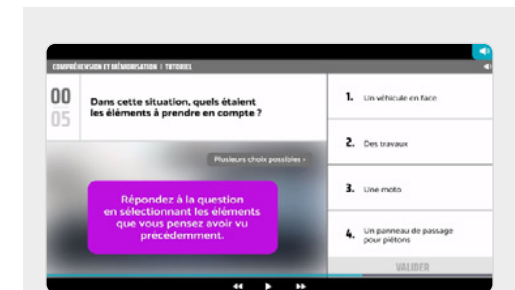 COMPRÉHENSION ET MÉMORISATION | TUTORIEL
00
05
Dans cette situation, quels étaient
les éléments à prendre en compte ?
Plusieurs choix possibles ›
Répondez à la question
en sélectionnant les éléments
que vous pensez avoir vu
précédemment.
1. Un véhicule en face
2. Des travaux
3. Une moto
4. Un panneau de passage
pour piétons
VALIDER